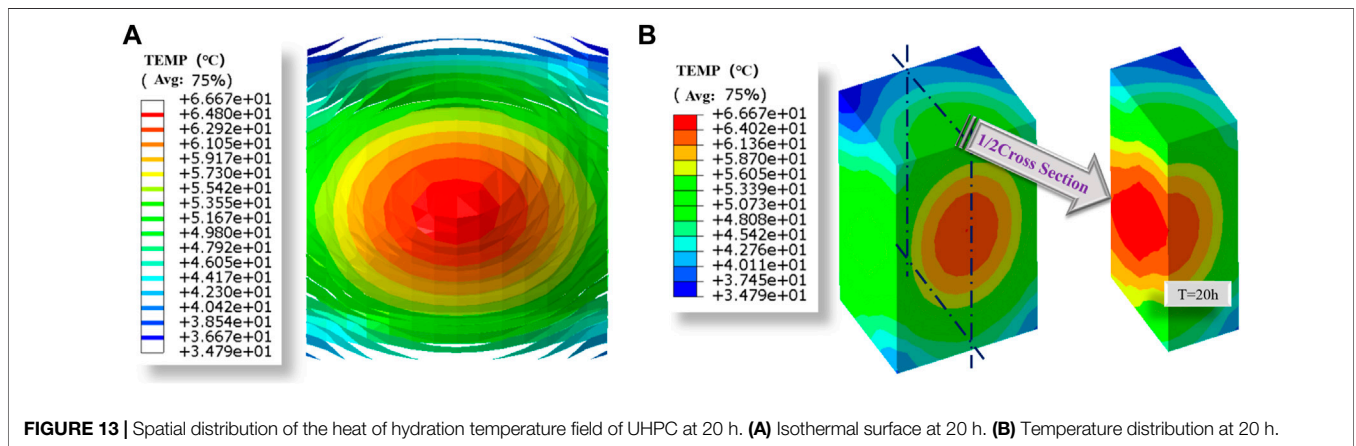 A
TEMP (℃)
( Avg: 75%)
+6.667e+01
+6.480e+01
+6.292e+01
+6.105e+01
+5.917e+01
+5.730e+01
+5.542e+01
+5.355e+01
+5.167e+01
+4.980e+01
+4.792e+01
+4.605e+01
+4.417e+01
+4.230e+01
+4.042e+01
+3.854e+01
+3.667e+01
+3.479e+01
B
TEMP (℃)
( Avg: 75%)
+6.667e+01
+6.402e+01
+6.136e+01
+5.870e+01
+5.605e+01
+5.339e+01
+5.073e+01
+4.808e+01
+4.542e+01
+4.276e+01
+4.011e+01
+3.745e+01
+3.479e+01
1/2Cross Section
T=20h
FIGURE 13 | Spatial distribution of the heat of hydration temperature field of UHPC at 20 h. (A) Isothermal surface at 20 h. (B) Temperature distribution at 20 h.